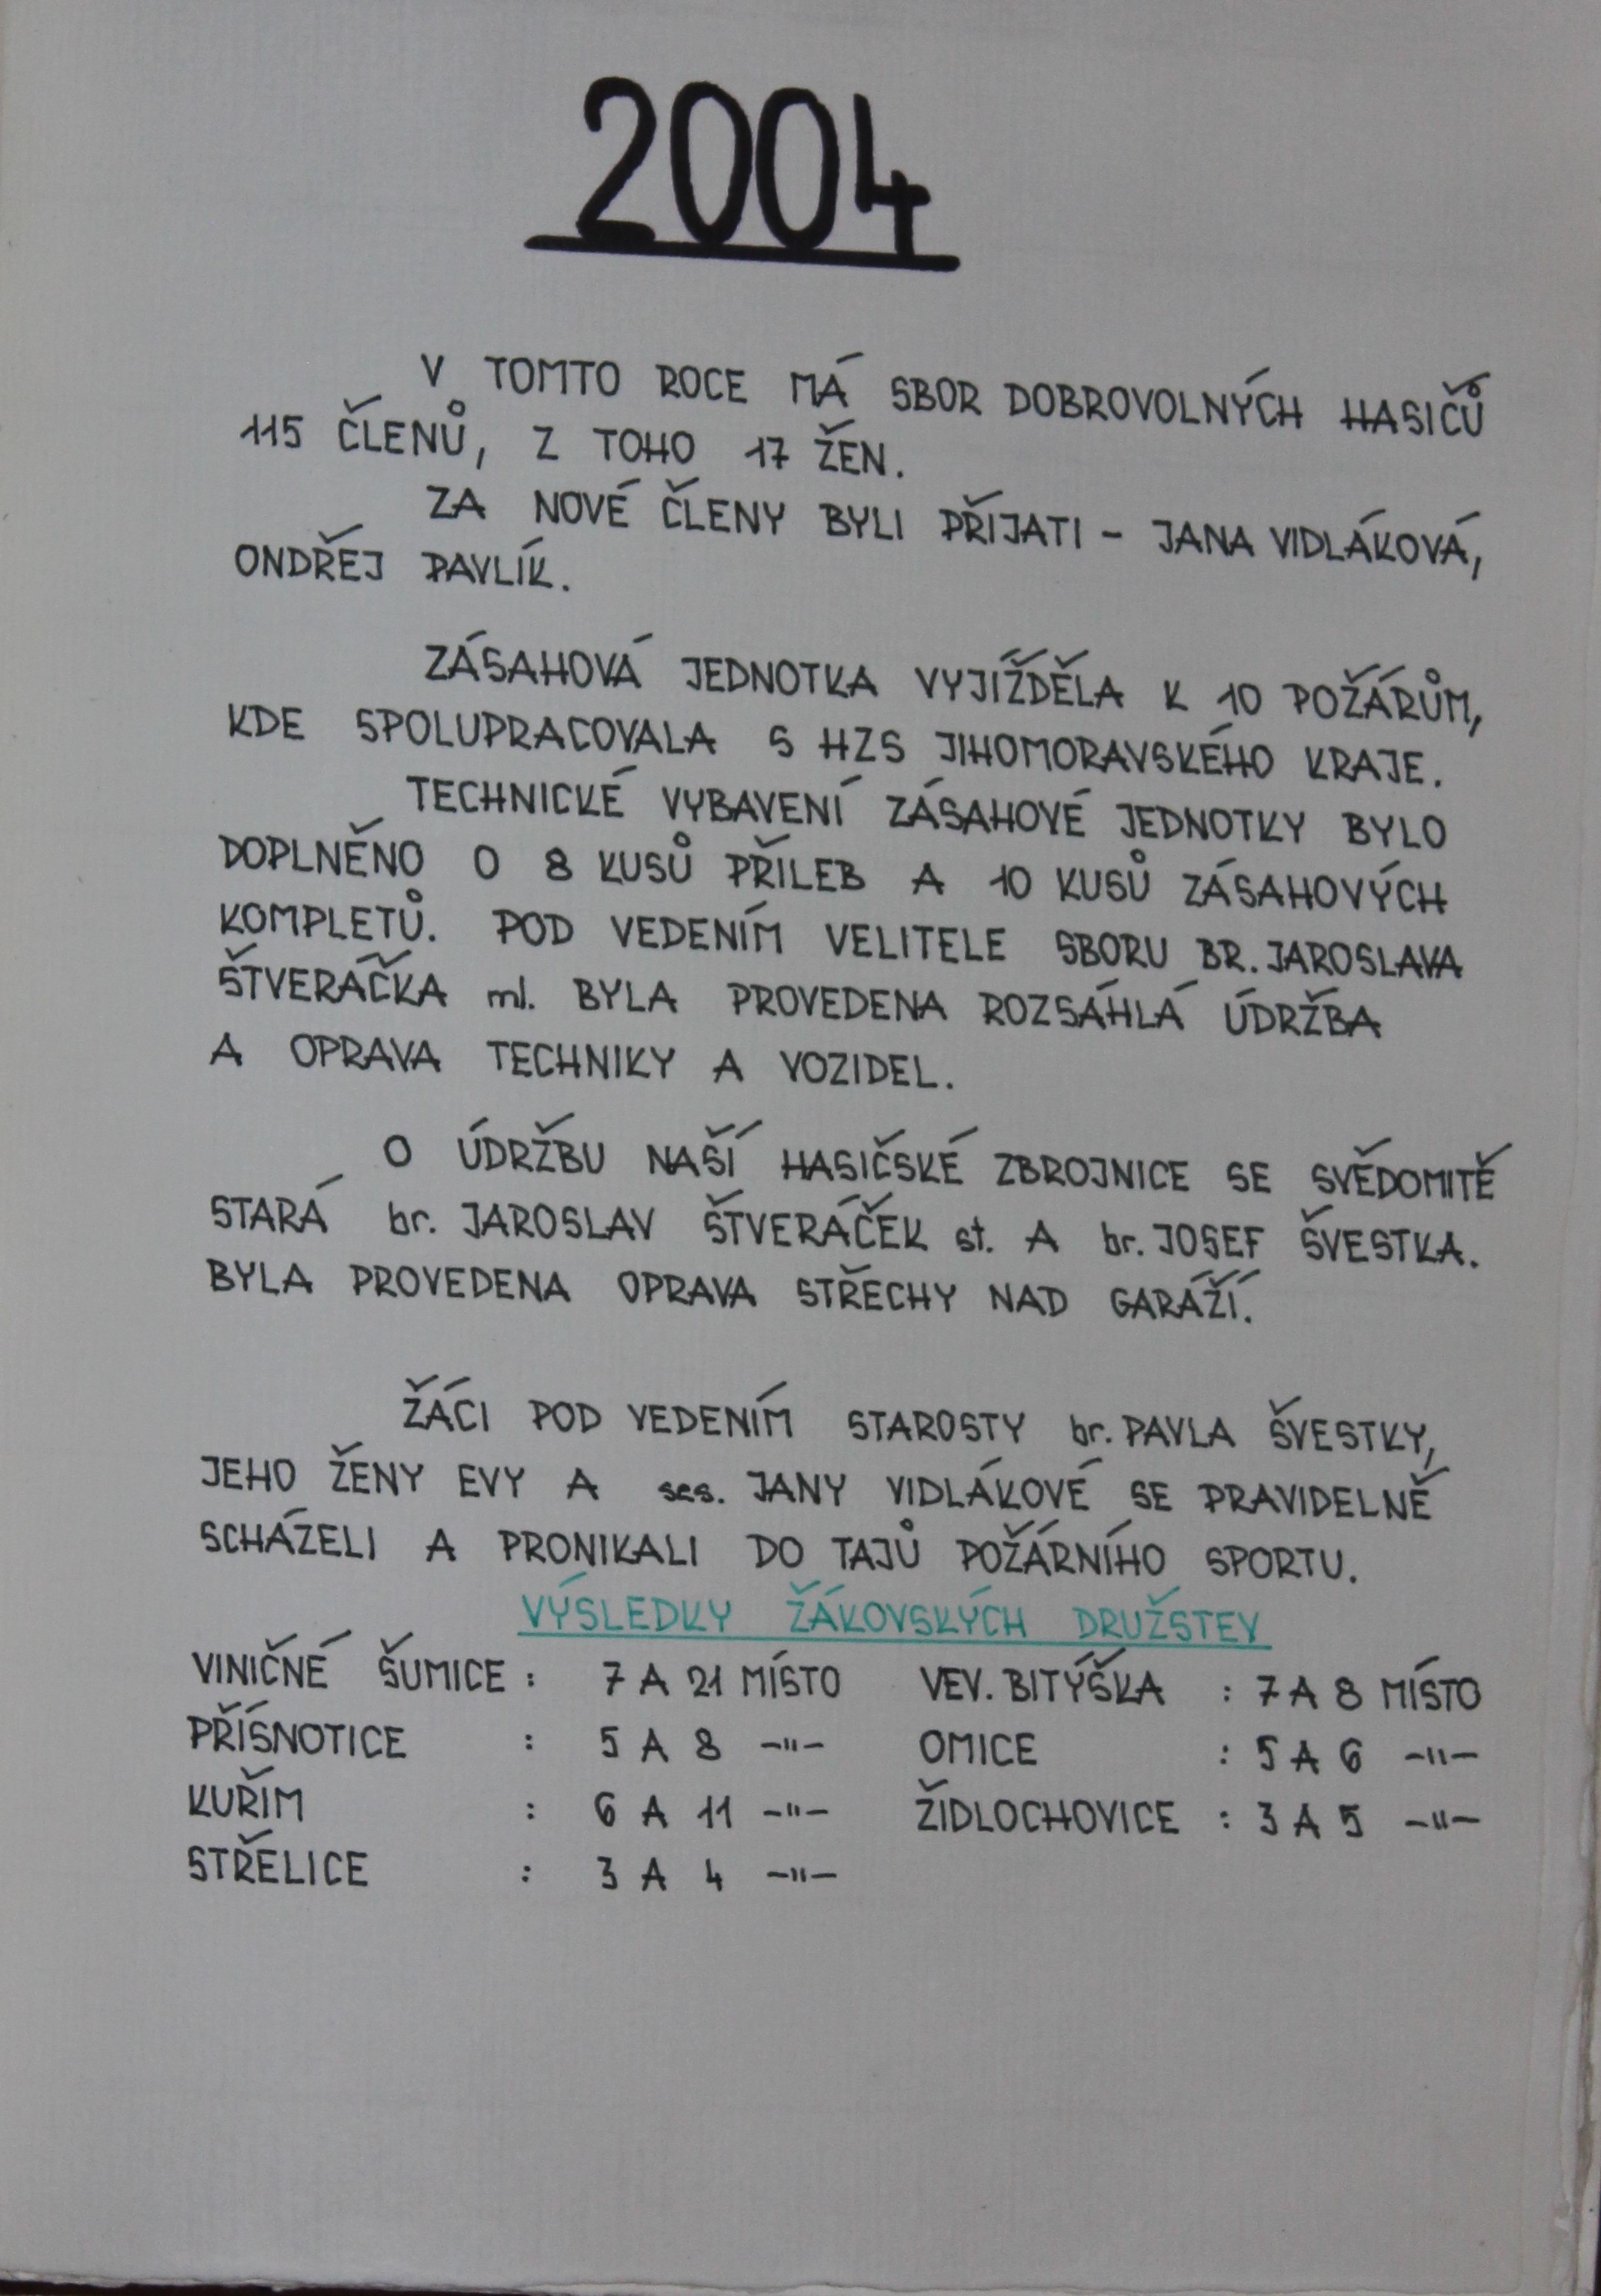 2004
V TOMTO ROCE MÁ SBOR DOBROVOLNÝCH HASIČŮ
115 ČLENŮ, Z TOHO 17 ŽEN.
ZA NOVÉ ČLENY BYLI PŘIJATI - JANA VIDLÁKOVÁ,
ONDŘEJ PAVLÍK.
ZÁSAHOVÁ JEDNOTKA VYJÍŽDĚLA K 10 POŽÁRŮM,
KDE SPOLUPRACOVALA S HZS JIHOMORAVSKÉHO KRAJE.
TECHNICKÉ VYBAVENÍ ZÁSAHOVÉ JEDNOTKY BYLO
DOPLNĚNO O 8 KUSŮ PŘILEB A 10 KUSŮ ZÁSAHOVÝCH
KOMPLETŮ. POD VEDENÍM VELITELE SBORU BR. JAROSLAVA
ŠTVERÁČKA ml. BYLA PROVEDENA ROZSÁHLÁ ÚDRŽBA
A OPRAVA TECHNIKY A VOZIDEL.
O ÚDRŽBU NAŠÍ HASIČSKÉ ZBROJNICE SE SVĚDOMITĚ
STARÁ br. JAROSLAV ŠTVERÁČEK st. A br. JOSEF ŠVESTKA.
BYLA PROVEDENA OPRAVA STŘECHY NAD GARÁŽÍ.
ŽÁCI POD VEDENÍM STAROSTY br. PAVLA ŠVESTKY,
JEHO ŽENY EVY A ses. JANY VIDLÁKOVÉ SE PRAVIDELNĚ
SCHÁZELI A PRONIKALI DO TAJŮ POŽÁRNÍHO SPORTU.
VÝSLEDKY ŽÁKOVSKÝCH DRUŽSTEV
VINIČNÉ ŠUMICE : 7 A 21 MÍSTO VEV. BITÝŠKA : 7 A 8 MÍSTO
PŘÍSNOTICE : 5 A 8 -"- OMICE : 5 A 6 -"-
KUŘIM : 6 A 11 -"- ŽIDLOCHOVICE : 3 A 5 -"-
STŘELICE : 3 A 4 -"-